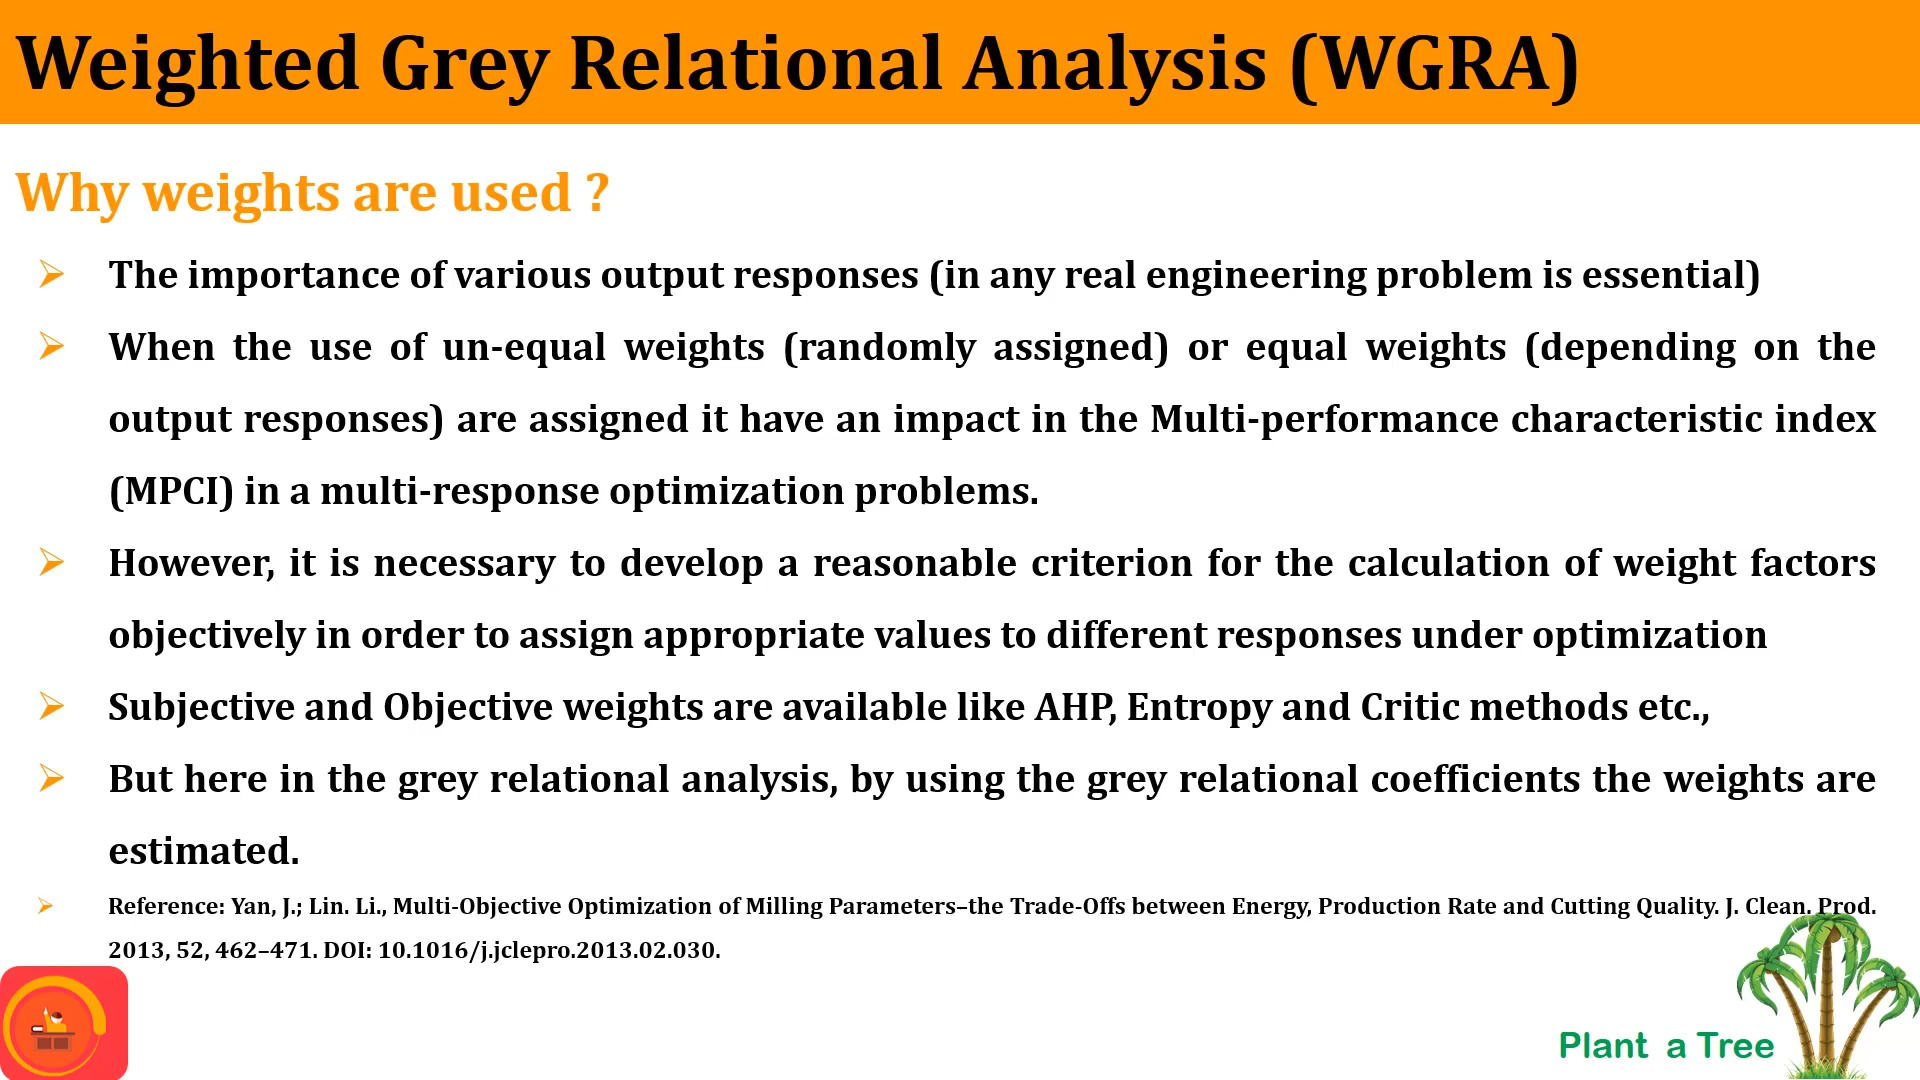 Weighted Grey Relational Analysis (WGRA)
Why weights are used ?
The importance of various output responses (in any real engineering problem is essential)
When the use of un-equal weights (randomly assigned) or equal weights (depending on the
output responses) are assigned it have an impact in the Multi-performance characteristic index
(MPCI) in a multi-response optimization problems.
However, it is necessary to develop a reasonable criterion for the calculation of weight factors
objectively in order to assign appropriate values to different responses under optimization
Subjective and Objective weights are available like AHP, Entropy and Critic methods etc.,
But here in the grey relational analysis, by using the grey relational coefficients the weights are
estimated.
Reference: Yan, J.; Lin. Li., Multi-Objective Optimization of Milling Parameters–the Trade-Offs between Energy, Production Rate and Cutting Quality. J. Clean. Prod.
2013, 52, 462–471. DOI: 10.1016/j.jclepro.2013.02.030.
Plant a Tree